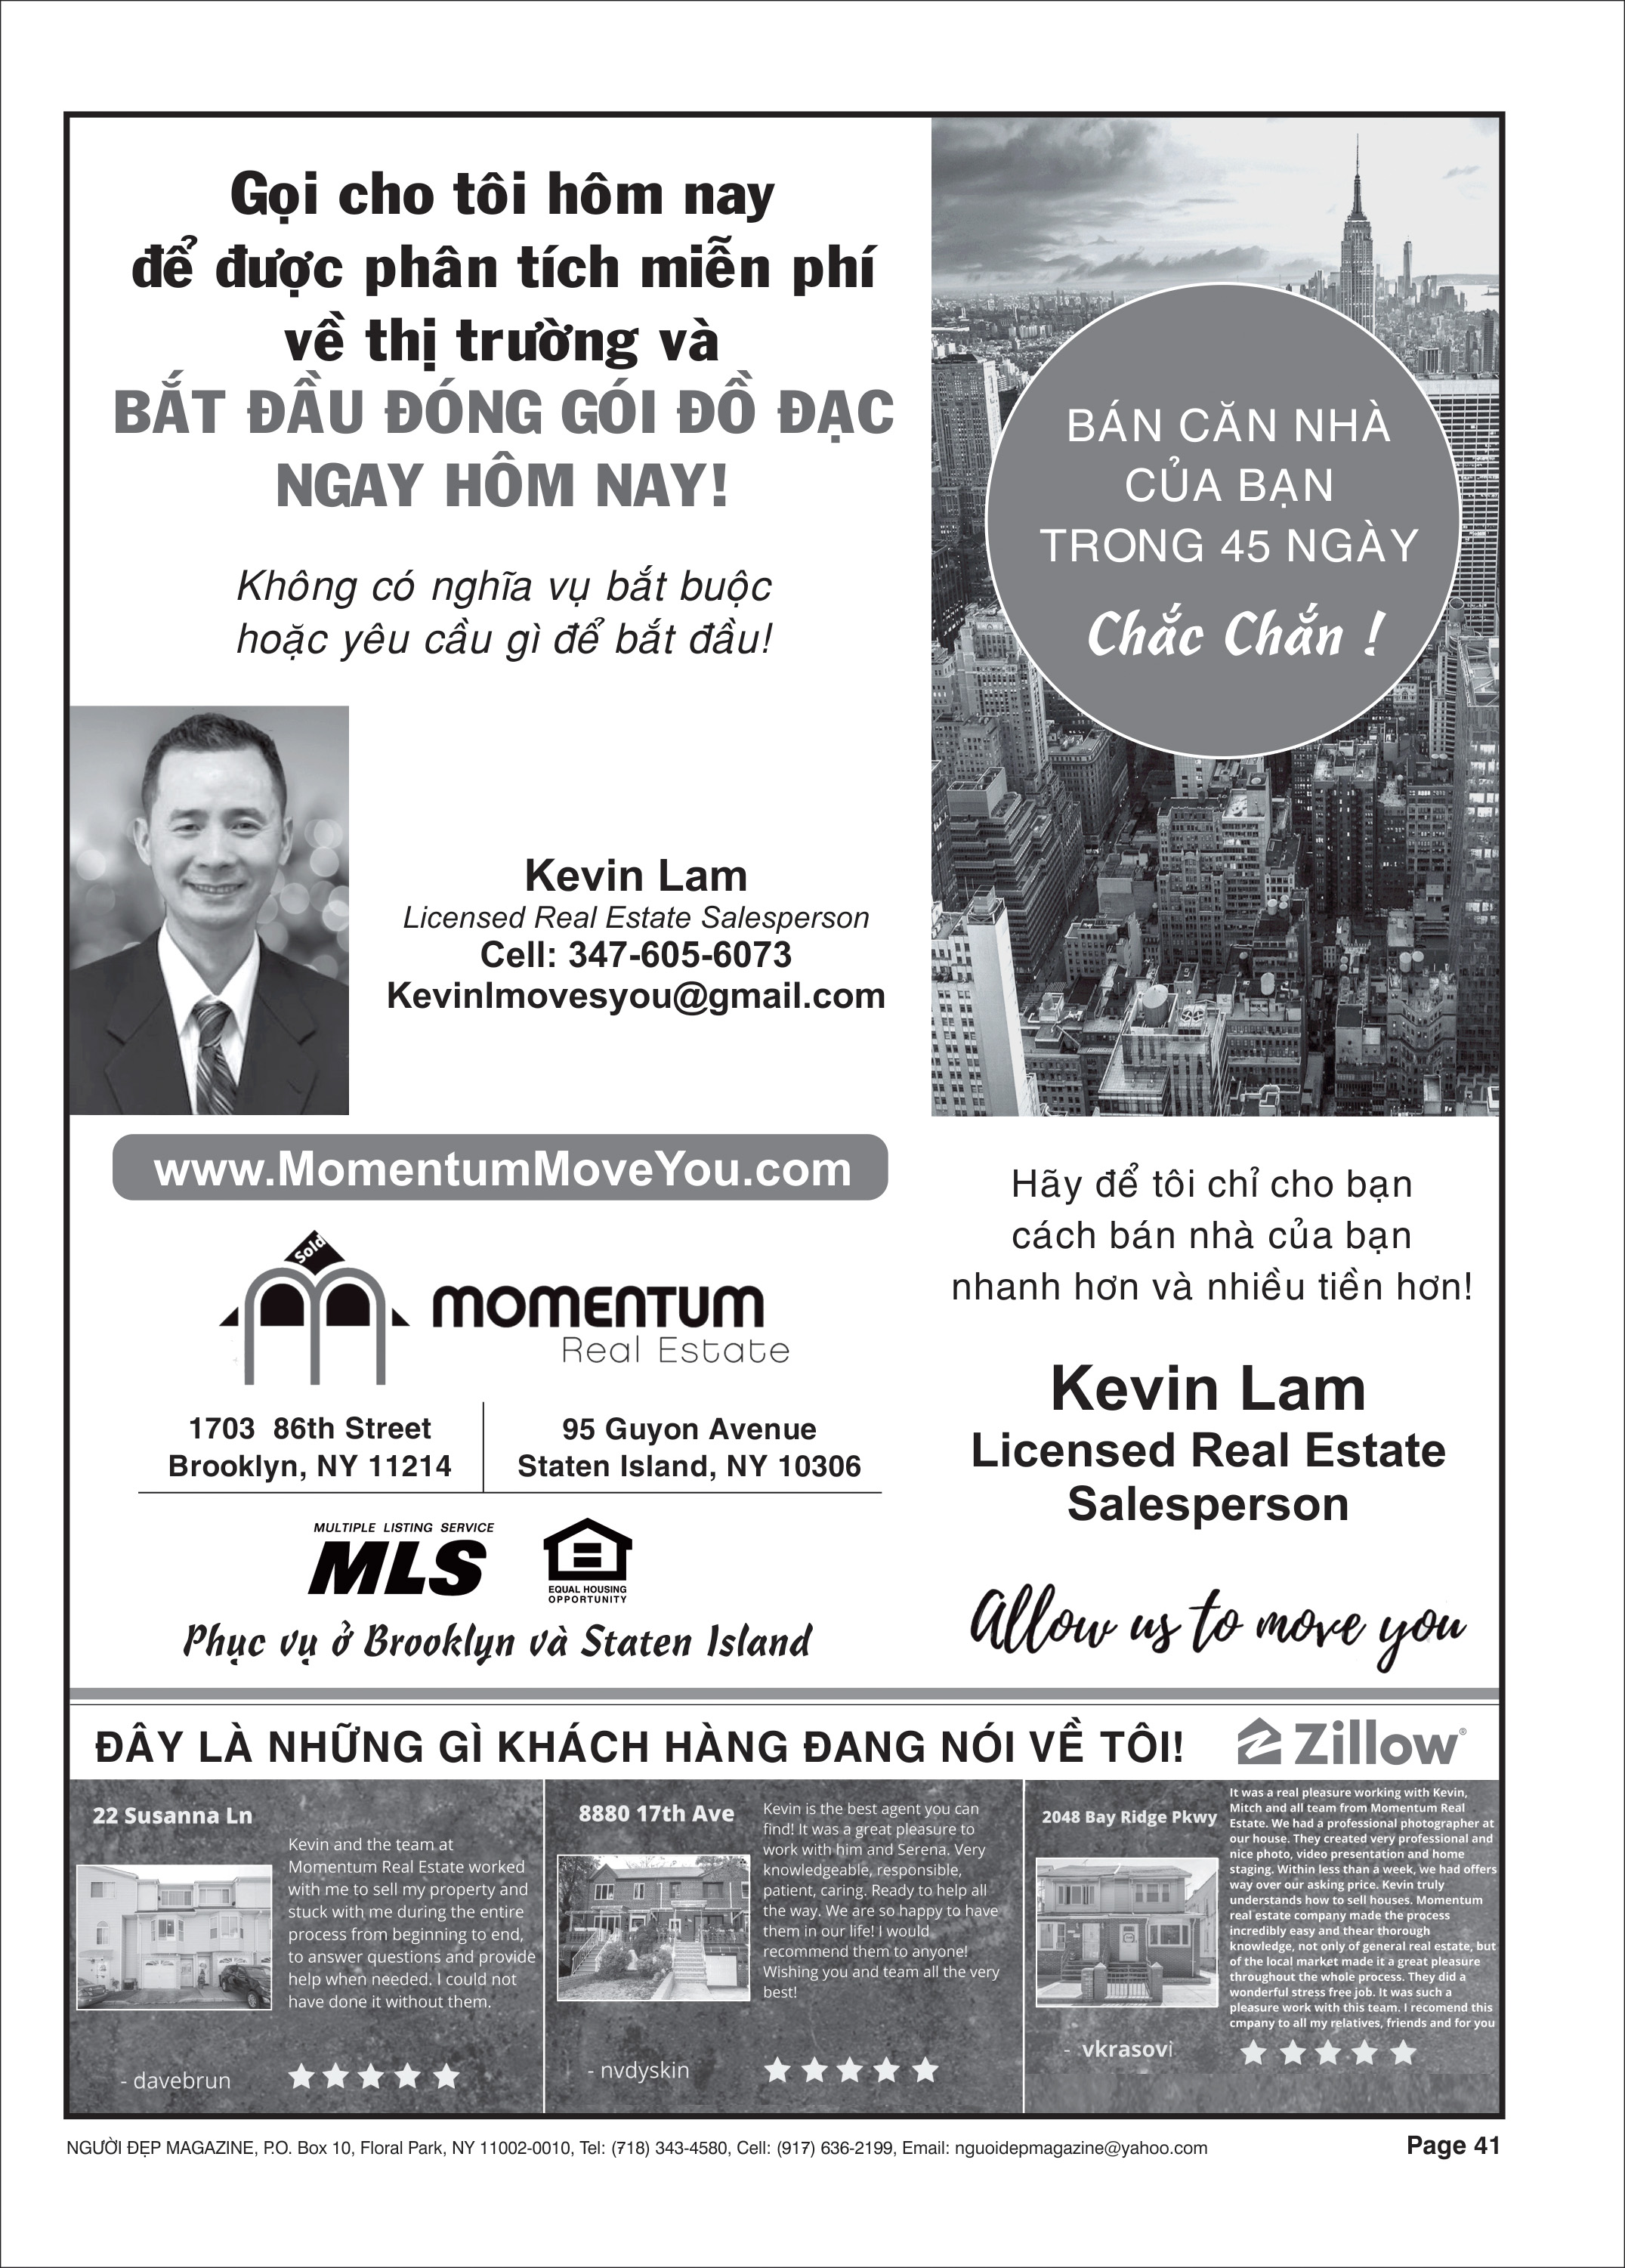 Gọi cho tôi hôm nay
để được phân tích miễn phí
về thị trường và
BẮT ĐẦU ĐÓNG GÓI ĐỒ ĐẠC
NGAY HÔM NAY!
Không có nghĩa vụ bắt buộc
hoặc yêu cầu gì để bắt đầu!
BÁN CĂN NHÀ
CỦA BẠN
TRONG 45 NGÀY
Chắc Chắn !
Kevin Lam
Licensed Real Estate Salesperson
Cell: 347-605-6073
Kevinlmovesyou@gmail.com
www.MomentumMoveYou.com
Sold
MOMENTUM
Real Estate
1703 86th Street
Brooklyn, NY 11214
95 Guyon Avenue
Staten Island, NY 10306
MULTIPLE LISTING SERVICE
MLS
EQUAL HOUSING
OPPORTUNITY
Phục vụ ở Brooklyn và Staten Island
Hãy để tôi chỉ cho bạn
cách bán nhà của bạn
nhanh hơn và nhiều tiền hơn!
Kevin Lam
Licensed Real Estate
Salesperson
Allow us to move you
ĐÂY LÀ NHỮNG GÌ KHÁCH HÀNG ĐANG NÓI VỀ TÔI!
Zillow®
22 Susanna Ln
Kevin and the team at
Momentum Real Estate worked
with me to sell my property and
stuck with me during the entire
process from beginning to end,
to answer questions and provide
help when needed. I could not
have done it without them.
- davebrun
8880 17th Ave
Kevin is the best agent you can
find! It was a great pleasure to
work with him and Serena. Very
knowledgeable, responsible,
patient, caring. Ready to help all
the way. We are so happy to have
them in our life! I would
recommend them to anyone!
Wishing you and team all the very
best!
- nvdyskin
2048 Bay Ridge Pkwy
It was a real pleasure working with Kevin,
Mitch and all team from Momentum Real
Estate. We had a professional photographer at
our house. They created very professional and
nice photo, video presentation and home
staging. Within less than a week, we had offers
way over our asking price. Kevin truly
understands how to sell houses. Momentum
real estate company made the process
incredibly easy and thear thorough
knowledge, not only of general real estate, but
of the local market made it a great pleasure
throughout the whole process. They did a
wonderful stress free job. It was such a
pleasure work with this team. I recomend this
cmpany to all my relatives, friends and for you
- vkrasovi
NGƯỜI ĐẸP MAGAZINE, P.O. Box 10, Floral Park, NY 11002-0010, Tel: (718) 343-4580, Cell: (917) 636-2199, Email: nguoidepmagazine@yahoo.com
Page 41